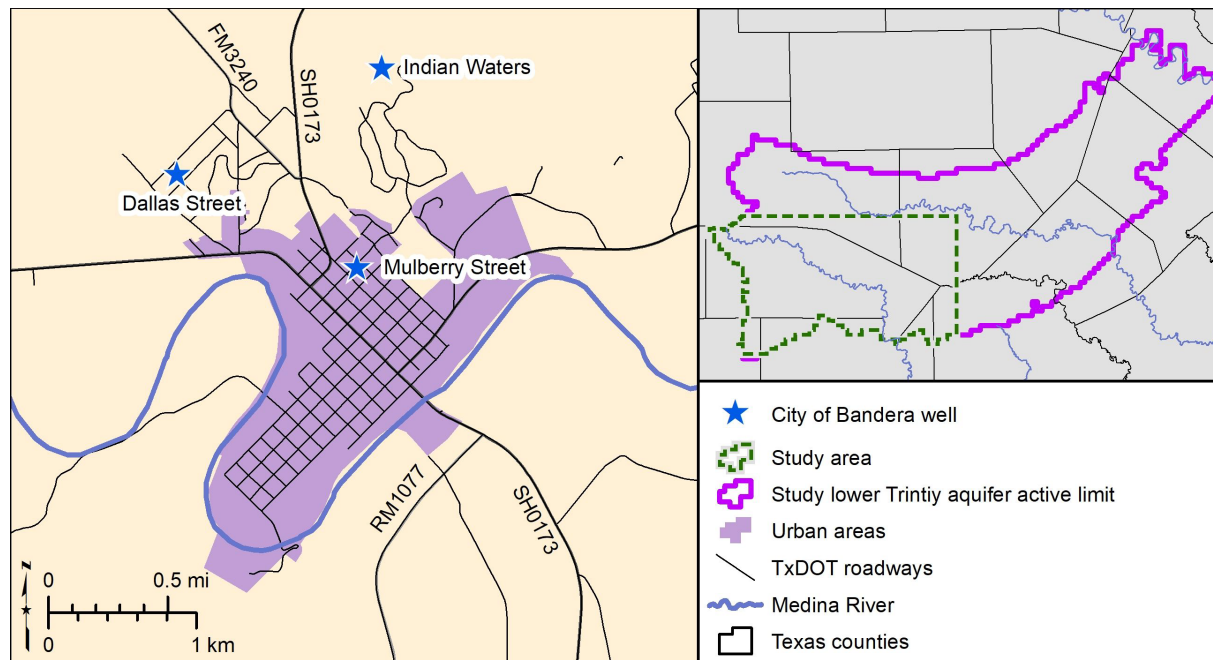 FM3240
SH0173
Indian Waters
Dallas Street
Mulberry Street
RM1077
SH0173
N
0 0.5 mi
0 1 km
City of Bandera well
Study area
Study lower Trintiy aquifer active limit
Urban areas
TxDOT roadways
Medina River
Texas counties